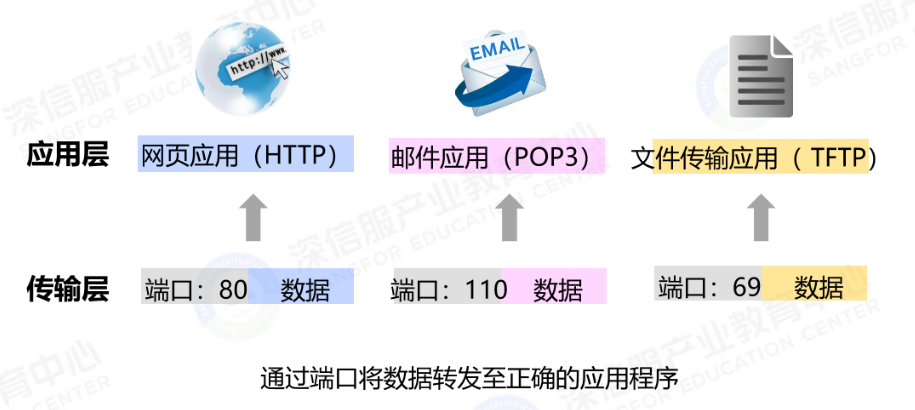 http://www.
EMAIL
应用层 网页应用（HTTP） 邮件应用（POP3） 文件传输应用（ TFTP）
传输层 端口：80 数据 端口：110 数据 端口：69 数据
通过端口将数据转发至正确的应用程序
深信服产业教育中心
SANGFOR EDUCATION CENTER